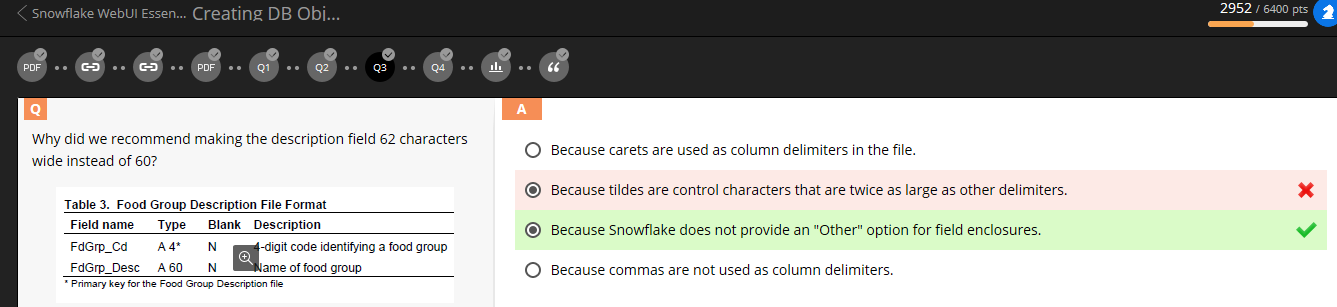 Snowflake WebUI Essen... Creating DB Obj...
2952 / 6400 pts
PDF
PDF
Q1
Q2
Q3
Q4
Q
Why did we recommend making the description field 62 characters
wide instead of 60?
Table 3. Food Group Description File Format
Field name Type Blank Description
FdGrp_Cd A 4* N 4-digit code identifying a food group
FdGrp_Desc A 60 N Name of food group
* Primary key for the Food Group Description file
A
Because carets are used as column delimiters in the file.
Because tildes are control characters that are twice as large as other delimiters.
Because Snowflake does not provide an "Other" option for field enclosures.
Because commas are not used as column delimiters.